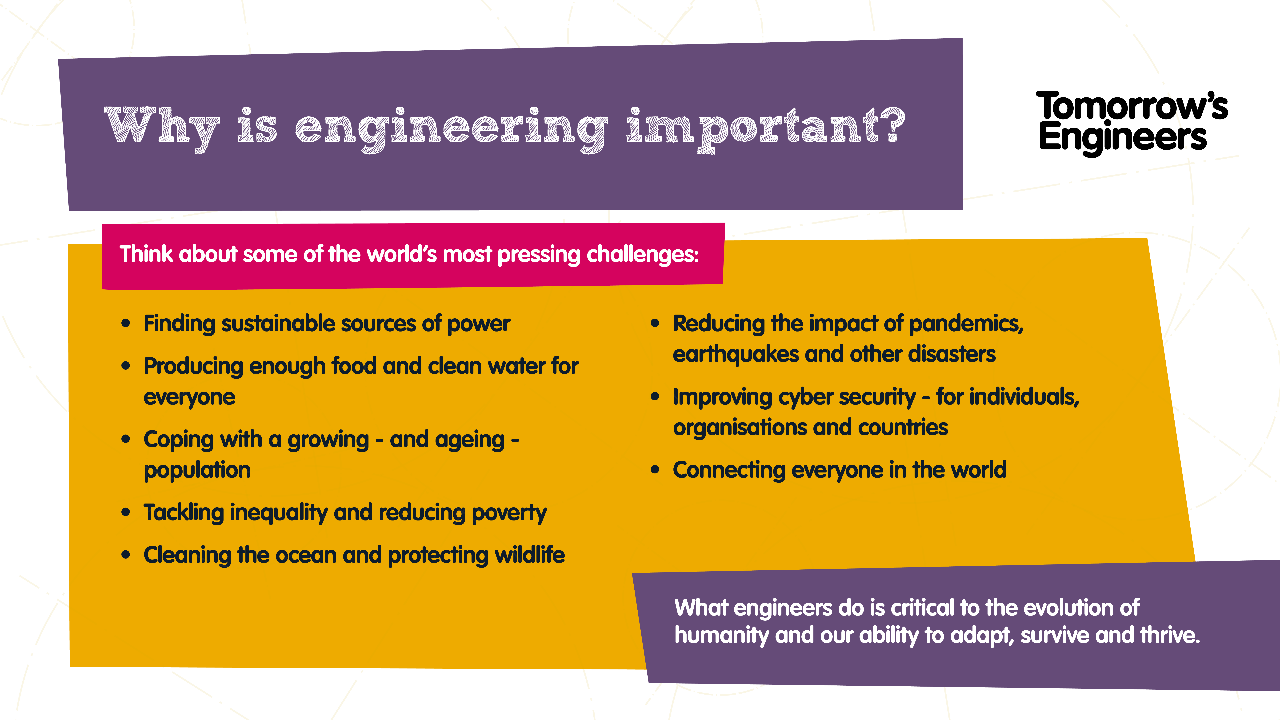 Why is engineering important?
Tomorrow's
Engineers
Think about some of the world's most pressing challenges:
• Finding sustainable sources of power
• Producing enough food and clean water for
everyone
• Coping with a growing - and ageing -
population
• Tackling inequality and reducing poverty
• Cleaning the ocean and protecting wildlife
• Reducing the impact of pandemics,
earthquakes and other disasters
• Improving cyber security - for individuals,
organisations and countries
• Connecting everyone in the world
What engineers do is critical to the evolution of
humanity and our ability to adapt, survive and thrive.